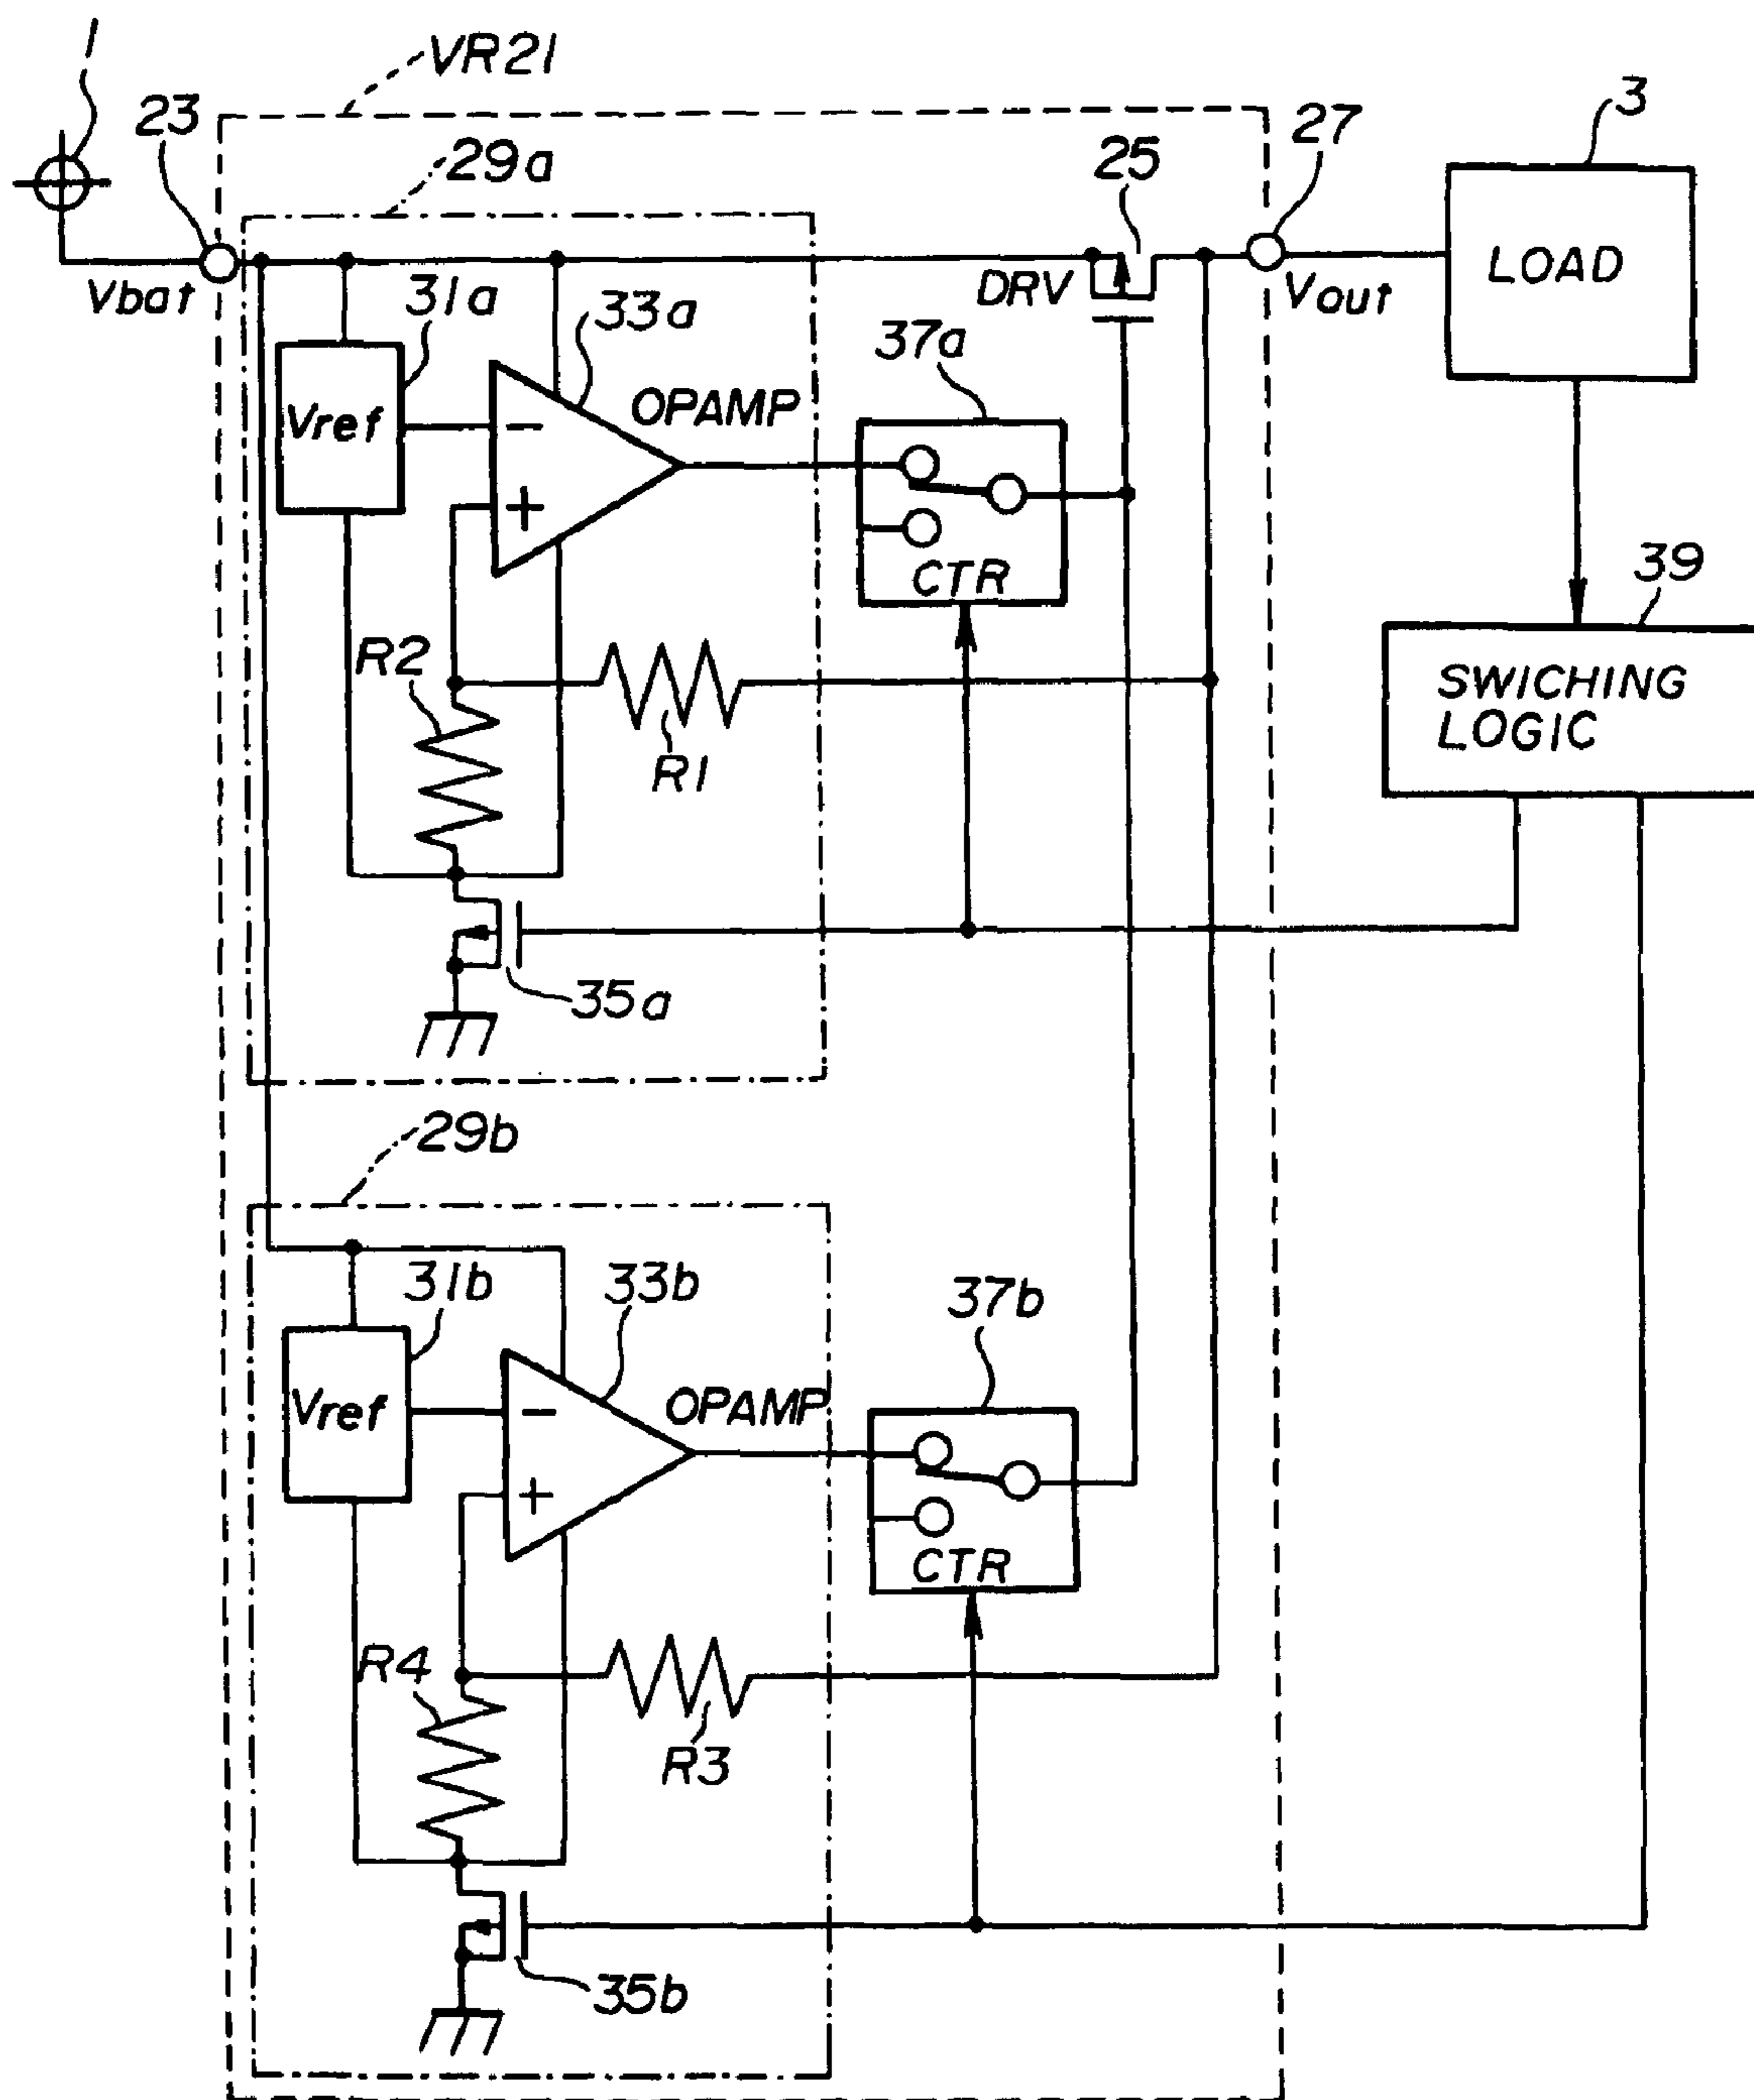 1
VR21
23
29a
25
27
3
Vbat
31a
33a
DRV
Vout
LOAD
37a
Vref
−
OPAMP
+
CTR
39
R2
SWICHING
LOGIC
R1
35a
29b
31b
33b
37b
Vref
−
OPAMP
+
CTR
R4
R3
35b